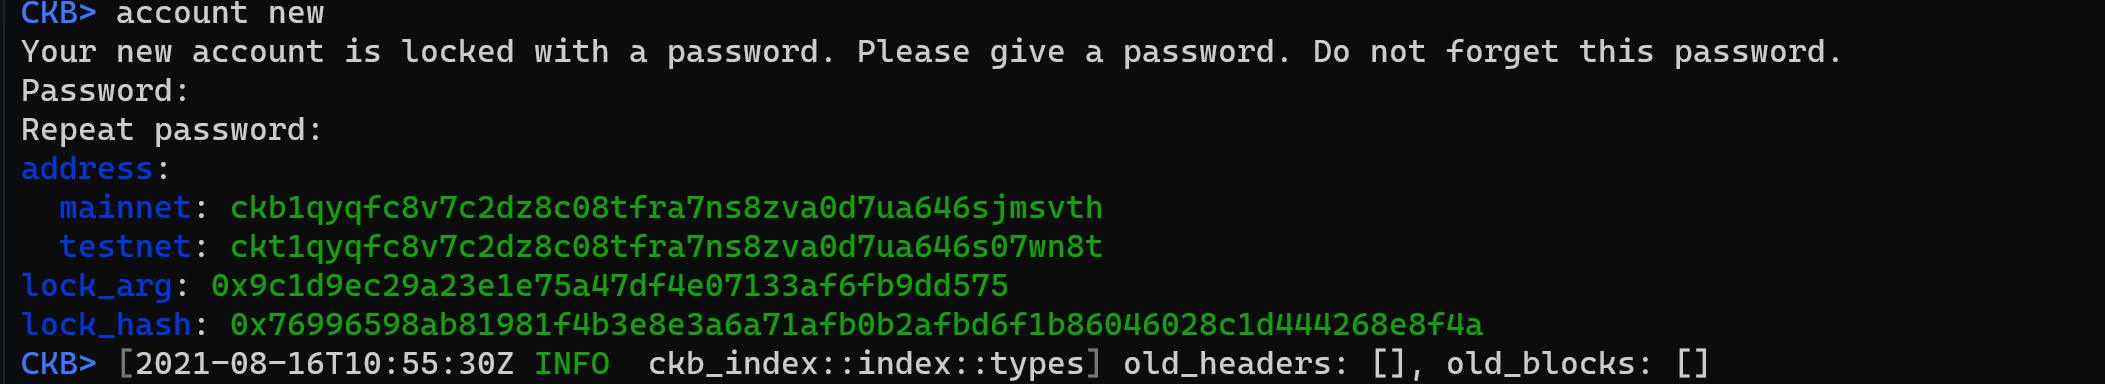 CKB> account new
Your new account is locked with a password. Please give a password. Do not forget this password.
Password:
Repeat password:
address:
  mainnet: ckb1qyqfc8v7c2dz8c08tfra7ns8zva0d7ua646sjmsvth
  testnet: ckt1qyqfc8v7c2dz8c08tfra7ns8zva0d7ua646s07wn8t
lock_arg: 0x9c1d9ec29a23e1e75a47df4e07133af6fb9dd575
lock_hash: 0x76996598ab81981f4b3e8e3a6a71afb0b2afbd6f1b86046028c1d444268e8f4a
CKB> [2021-08-16T10:55:30Z INFO  ckb_index::index::types] old_headers: [], old_blocks: []